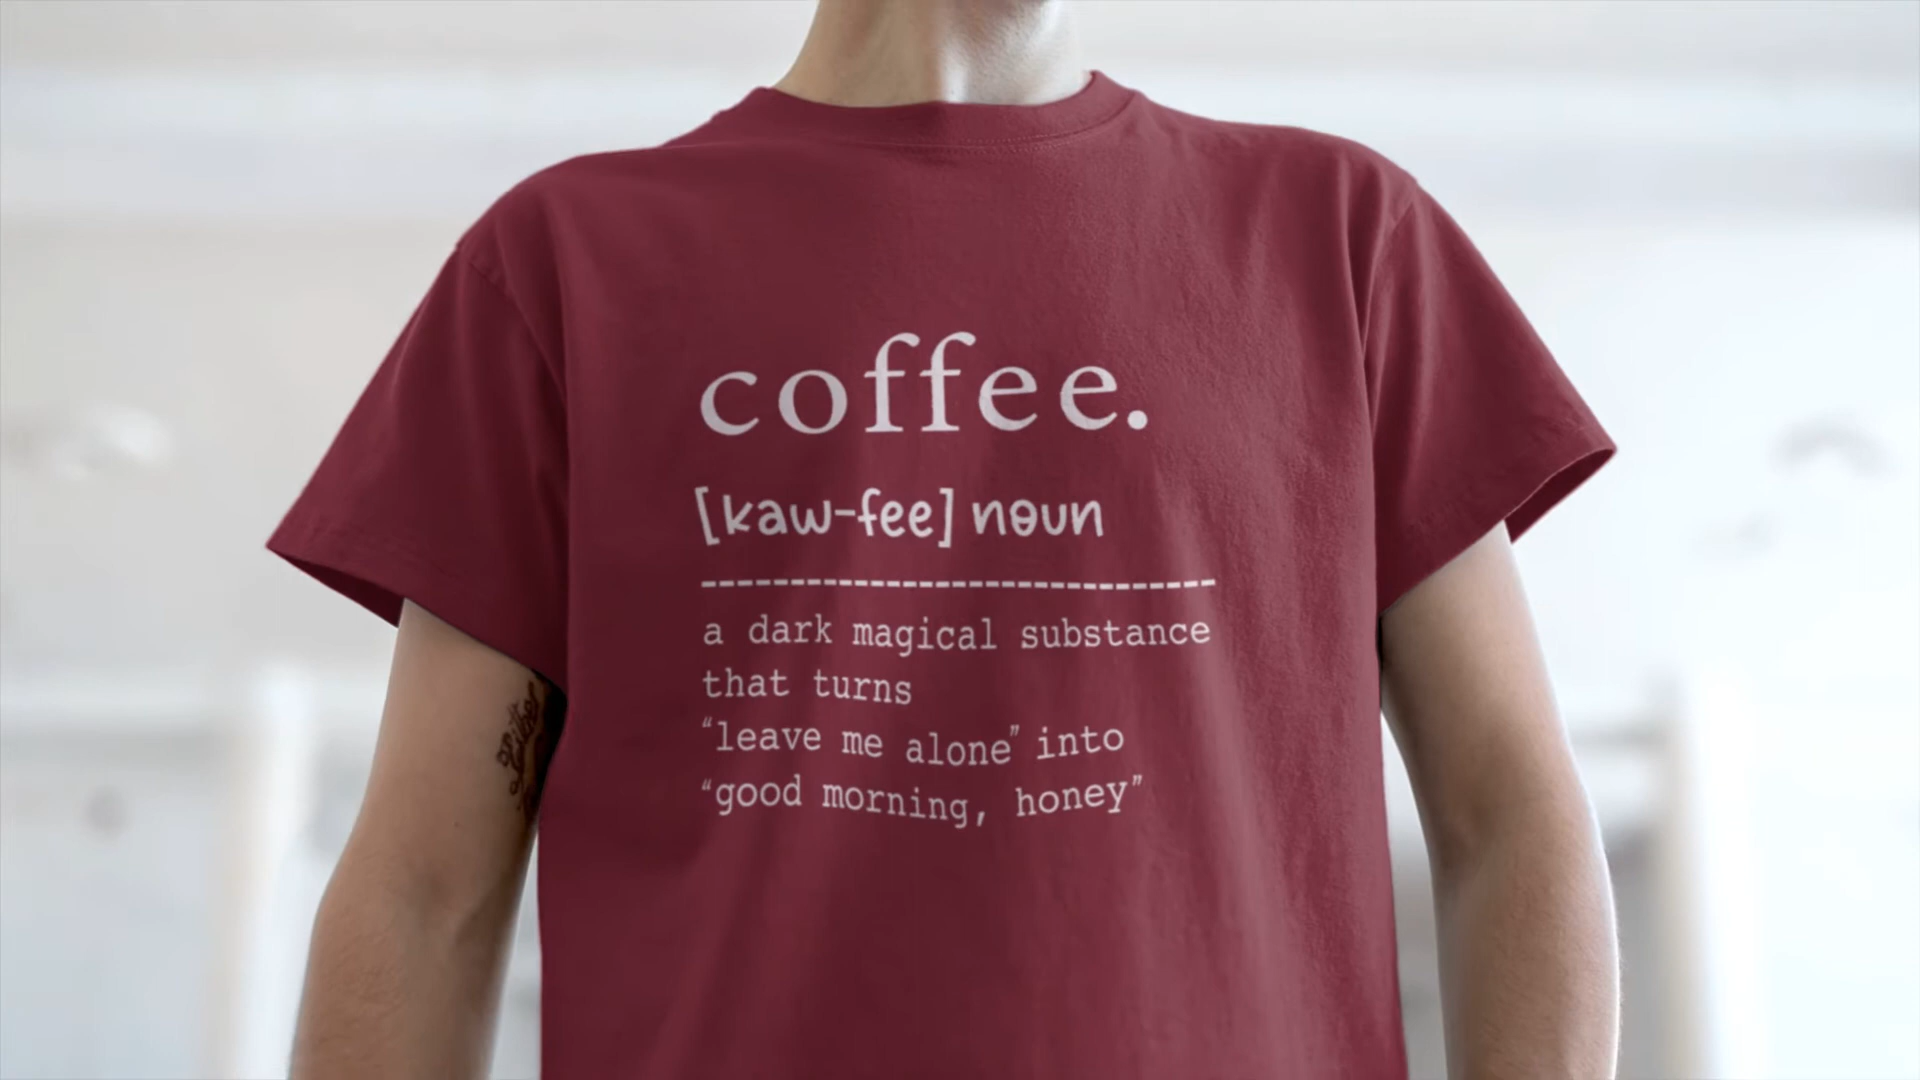 coffee.
[kaw-fee] noun
-------------------------------
a dark magical substance
that turns
“leave me alone” into
“good morning, honey”